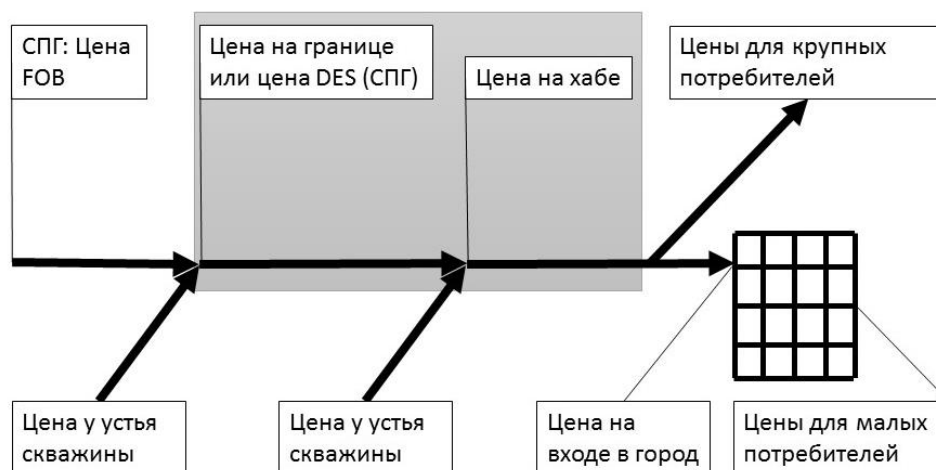 СПГ: Цена
FOB
Цена на границе
или цена DES (СПГ)
Цена на хабе
Цены для крупных
потребителей
Цена у устья
скважины
Цена у устья
скважины
Цена на
входе в город
Цены для малых
потребителей